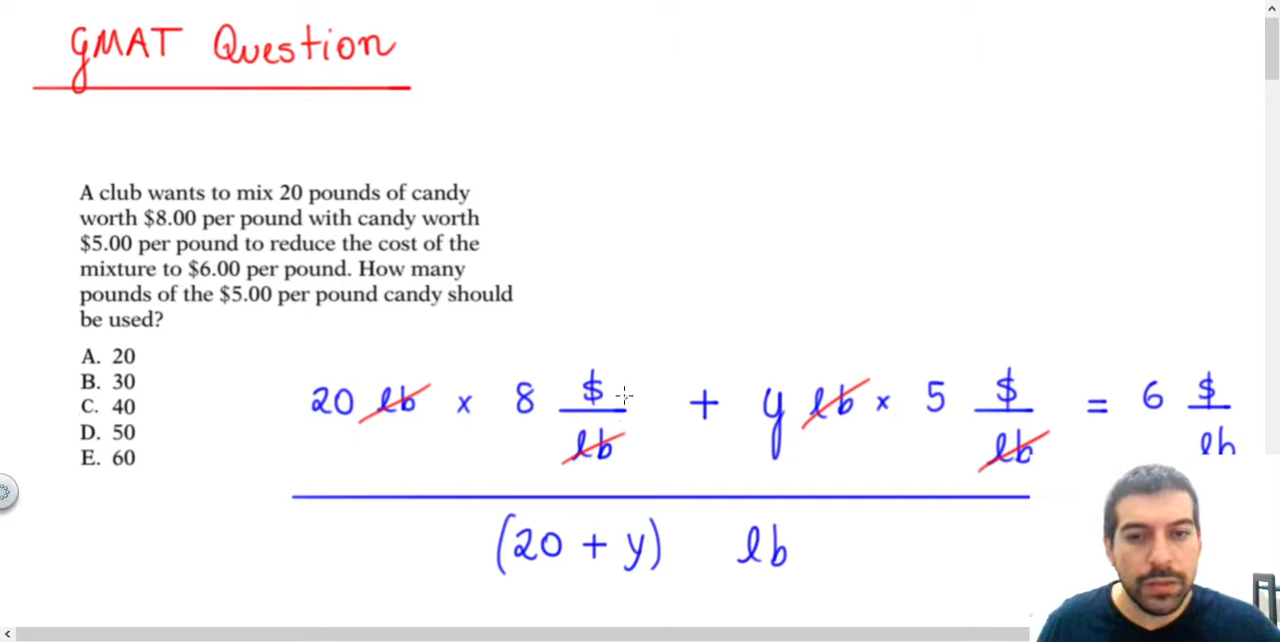 GMAT Question
A club wants to mix 20 pounds of candy
worth $8.00 per pound with candy worth
$5.00 per pound to reduce the cost of the
mixture to $6.00 per pound. How many
pounds of the $5.00 per pound candy should
be used?
A. 20
B. 30
C. 40
D. 50
E. 60
20 lb x 8 $/lb + y lb x 5 $/lb = 6 $/lb
(20 + y) lb